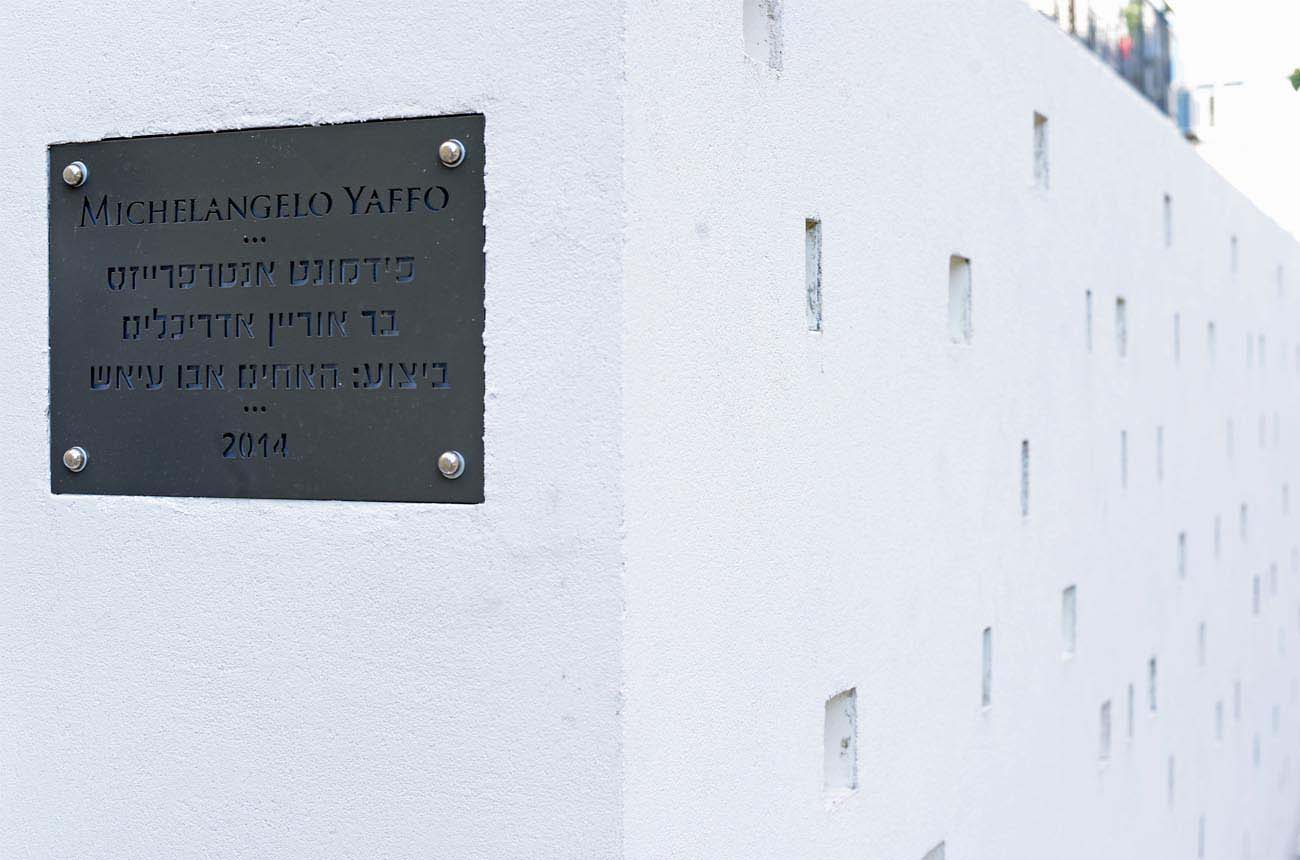 MICHELANGELO YAFFO
...
פידמונט אנטרפרייזס
בר אוריין אדריכלים
ביצוע: האחים אבו עיאש
...
2014